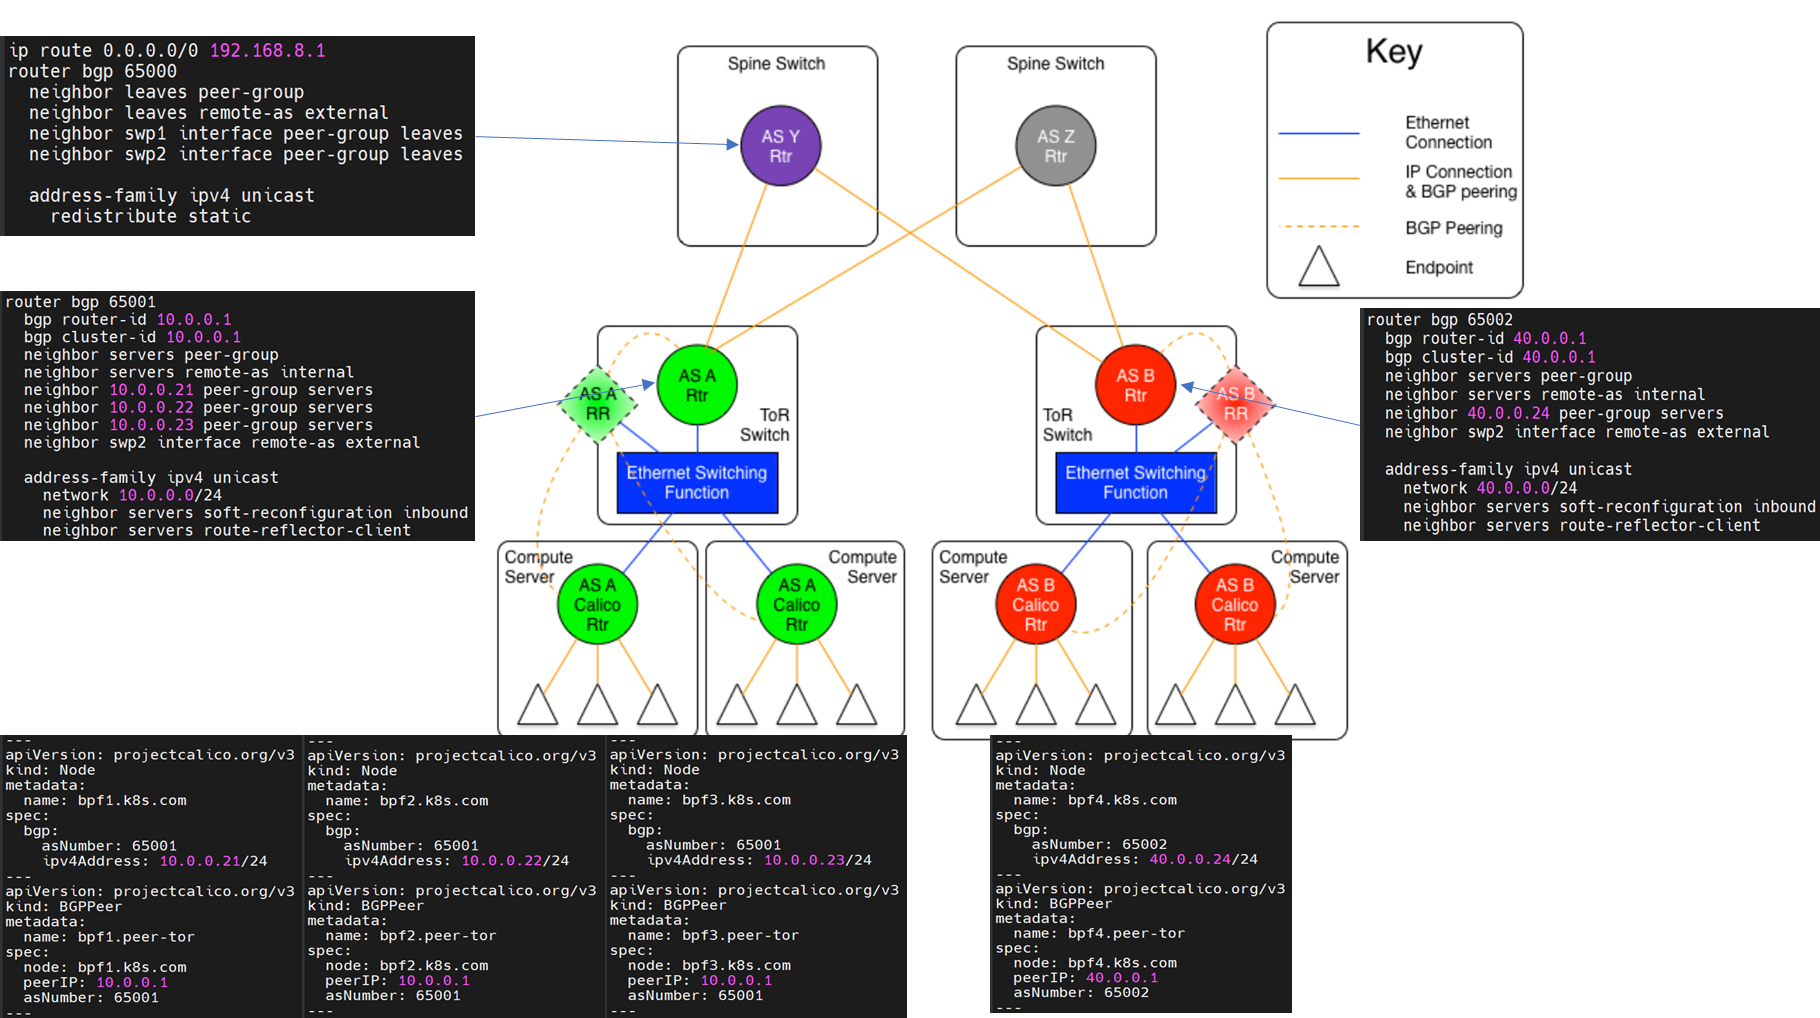 ip route 0.0.0.0/0 192.168.8.1
router bgp 65000
neighbor leaves peer-group
neighbor leaves remote-as external
neighbor swp1 interface peer-group leaves
neighbor swp2 interface peer-group leaves
address-family ipv4 unicast
redistribute static
Spine Switch
AS Y
Rtr
Spine Switch
AS Z
Rtr
Key
Ethernet
Connection
IP Connection
& BGP peering
BGP Peering
Endpoint
router bgp 65001
bgp router-id 10.0.0.1
bgp cluster-id 10.0.0.1
neighbor servers peer-group
neighbor servers remote-as internal
neighbor 10.0.0.21 peer-group servers
neighbor 10.0.0.22 peer-group servers
neighbor 10.0.0.23 peer-group servers
neighbor swp2 interface remote-as external
address-family ipv4 unicast
network 10.0.0.0/24
neighbor servers soft-reconfiguration inbound
neighbor servers route-reflector-client
AS A
RR
AS A
Rtr
ToR
Switch
Ethernet Switching
Function
AS B
Rtr
AS B
RR
ToR
Switch
Ethernet Switching
Function
router bgp 65002
bgp router-id 40.0.0.1
bgp cluster-id 40.0.0.1
neighbor servers peer-group
neighbor servers remote-as internal
neighbor 40.0.0.24 peer-group servers
neighbor swp2 interface remote-as external
address-family ipv4 unicast
network 40.0.0.0/24
neighbor servers soft-reconfiguration inbound
neighbor servers route-reflector-client
Compute
Server
AS A
Calico
Rtr
Compute
Server
AS A
Calico
Rtr
Compute
Server
AS B
Calico
Rtr
Compute
Server
AS B
Calico
Rtr
---
apiVersion: projectcalico.org/v3
kind: Node
metadata:
name: bpf1.k8s.com
spec:
bgp:
asNumber: 65001
ipv4Address: 10.0.0.21/24
---
apiVersion: projectcalico.org/v3
kind: BGPPeer
metadata:
name: bpf1.peer-tor
spec:
node: bpf1.k8s.com
peerIP: 10.0.0.1
asNumber: 65001
---
---
apiVersion: projectcalico.org/v3
kind: Node
metadata:
name: bpf2.k8s.com
spec:
bgp:
asNumber: 65001
ipv4Address: 10.0.0.22/24
---
apiVersion: projectcalico.org/v3
kind: BGPPeer
metadata:
name: bpf2.peer-tor
spec:
node: bpf2.k8s.com
peerIP: 10.0.0.1
asNumber: 65001
---
---
apiVersion: projectcalico.org/v3
kind: Node
metadata:
name: bpf3.k8s.com
spec:
bgp:
asNumber: 65001
ipv4Address: 10.0.0.23/24
---
apiVersion: projectcalico.org/v3
kind: BGPPeer
metadata:
name: bpf3.peer-tor
spec:
node: bpf3.k8s.com
peerIP: 10.0.0.1
asNumber: 65001
---
---
apiVersion: projectcalico.org/v3
kind: Node
metadata:
name: bpf4.k8s.com
spec:
bgp:
asNumber: 65002
ipv4Address: 40.0.0.24/24
---
apiVersion: projectcalico.org/v3
kind: BGPPeer
metadata:
name: bpf4.peer-tor
spec:
node: bpf4.k8s.com
peerIP: 40.0.0.1
asNumber: 65002
---